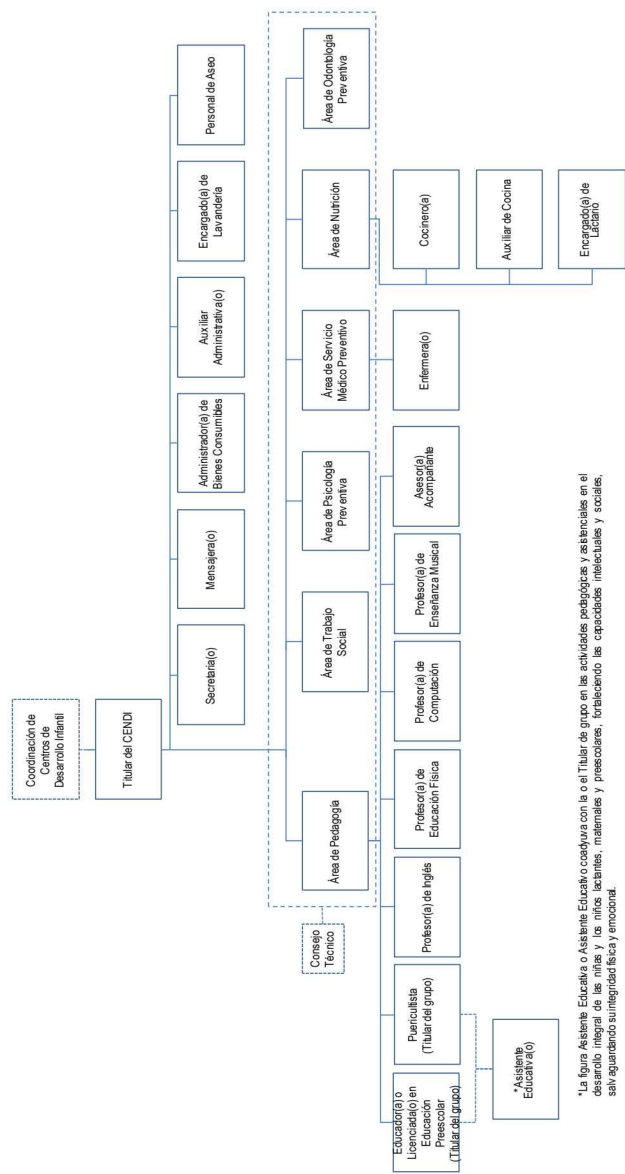 Coordinación de
Centros de
Desarrollo Infantil
Titular del CENDI
Secretaria(o)
Mensajera(o)
Administrador(a) de
Bienes Consumibles
Auxiliar
Administrativa(o)
Encargado(a) de
Lavandería
Personal de Aseo
Consejo
Técnico
Área de Pedagogía
Área de Trabajo
Social
Área de Psicología
Preventiva
Área de Servicio
Médico Preventivo
Área de Nutrición
Área de Odontología
Preventiva
Educador(a) o
Licenciada(o) en
Educación
Preescolar
(Titular del grupo)
Puericultista
(Titular del grupo)
Profesor(a) de Inglés
Profesor(a) de
Educación Física
Profesor(a) de
Computación
Profesor(a) de
Enseñanza Musical
Asesor(a)
Acompañante
Enfermera(o)
Cocinero(a)
Auxiliar de Cocina
Encargado(a) de
Lactario
*Asistente
Educativa(o)
*La figura Asistente Educativa o Asistente Educativo coadyuva con la o el Titular de grupo en las actividades pedagógicas y asistenciales en el
desarrollo integral de las niñas y los niños lactantes, maternales y preescolares, fortaleciendo las capacidades intelectuales y sociales,
salvaguardando su integridad física y emocional.